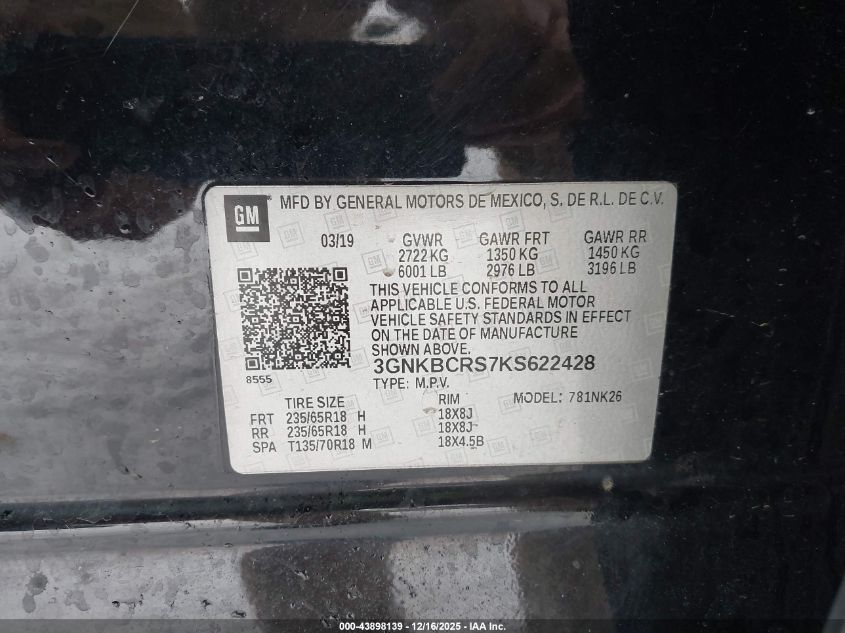 GM
MFD BY GENERAL MOTORS DE MEXICO, S. DE R.L. DE C.V.
03/19 GVWR GAWR FRT GAWR RR
2722 KG 1350 KG 1450 KG
6001 LB 2976 LB 3196 LB
THIS VEHICLE CONFORMS TO ALL
APPLICABLE U.S. FEDERAL MOTOR
VEHICLE SAFETY STANDARDS IN EFFECT
ON THE DATE OF MANUFACTURE
SHOWN ABOVE.
8555
3GNKBCRS7KS622428
TYPE: M.P.V.
TIRE SIZE RIM MODEL: 781NK26
FRT 235/65R18 H 18X8J
RR 235/65R18 H 18X8J
SPA T135/70R18 M 18X4.5B
000-43898139 - 12/16/2025 - IAA Inc.